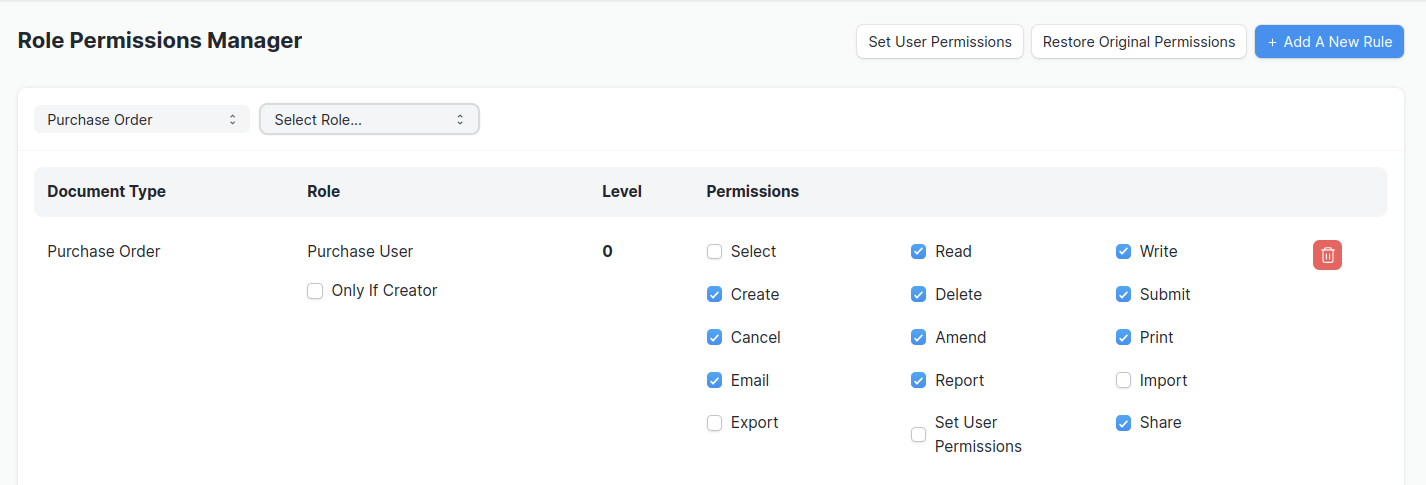 Role Permissions Manager
Set User Permissions
Restore Original Permissions
+ Add A New Rule
Purchase Order
Select Role...
Document Type Role Level Permissions
Purchase Order Purchase User 0 Select Read Write
Only If Creator
Create Delete Submit
Cancel Amend Print
Email Report Import
Export Set User Permissions Share